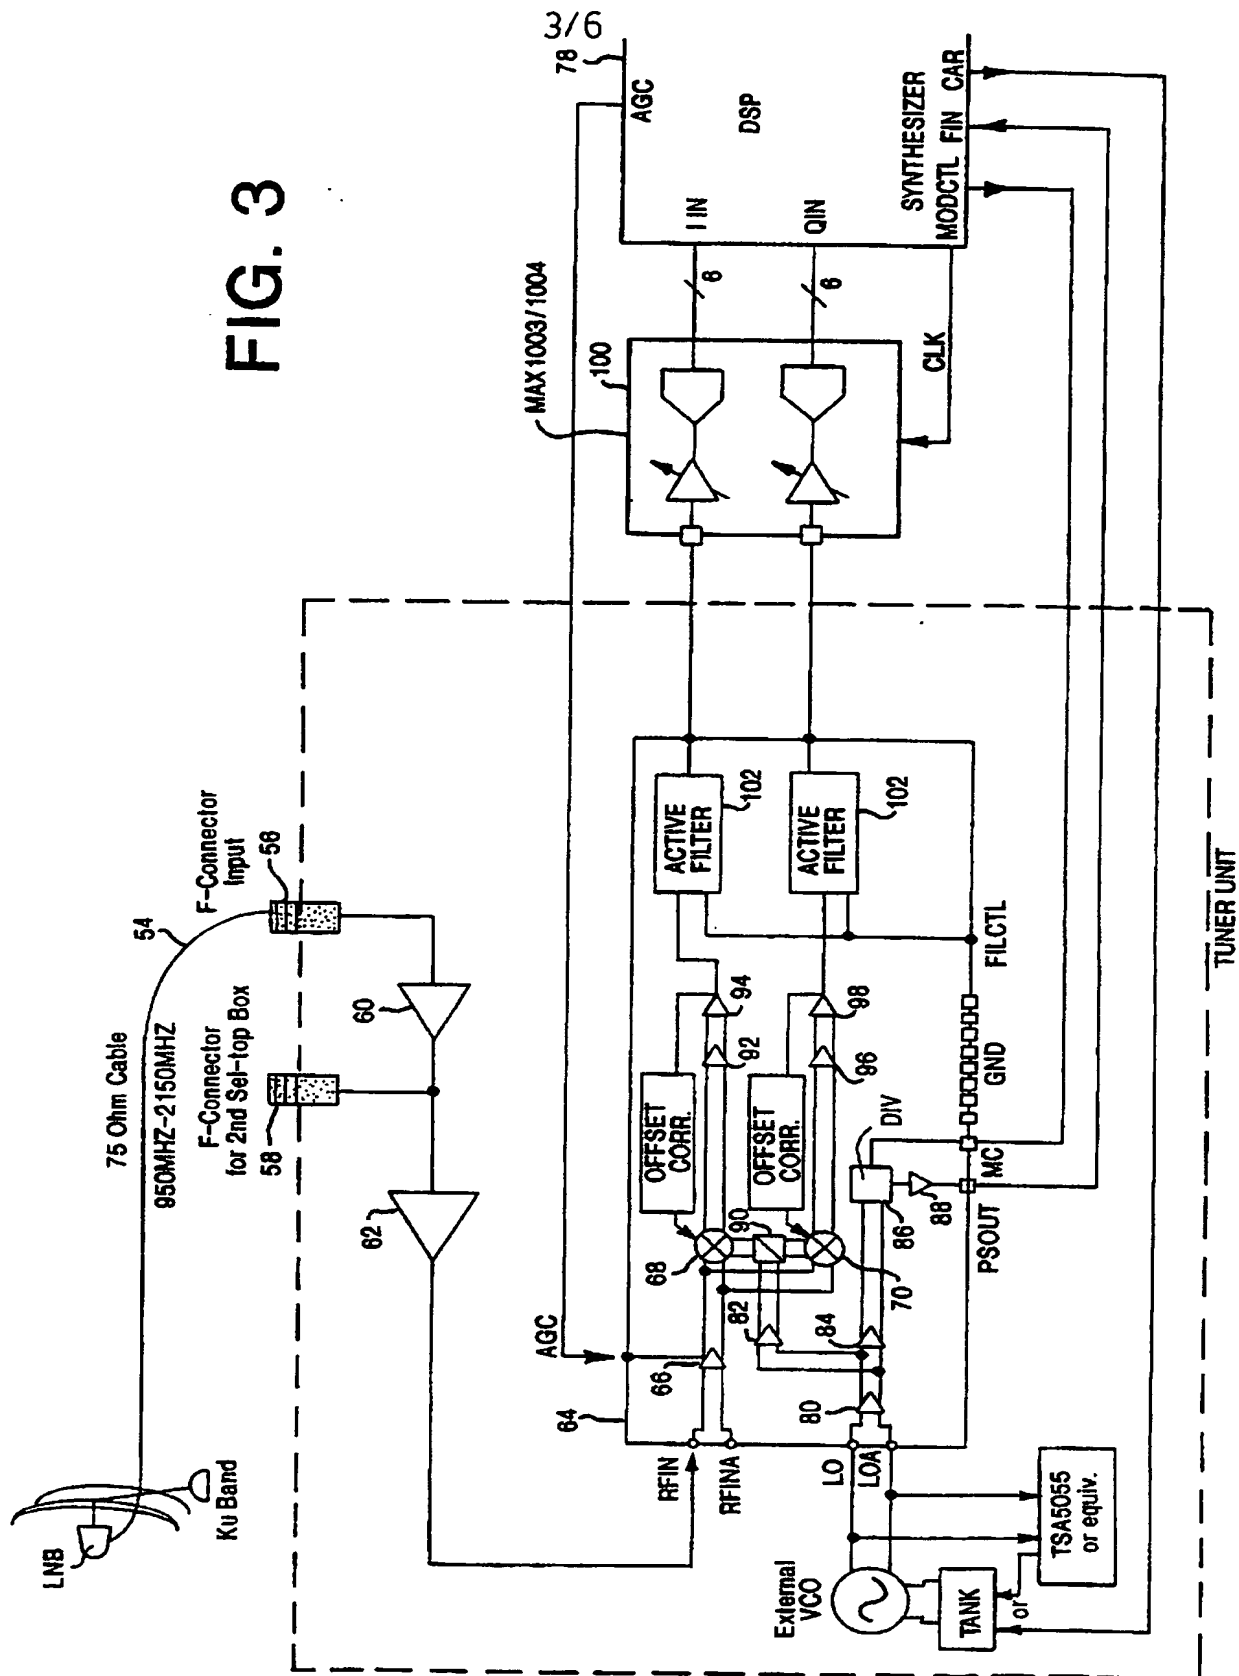 3/6
FIG. 3
LNB
Ku Band
75 Ohm Cable
950MHZ-2150MHZ
54
F-Connector
Input
56
F-Connector
for 2nd Sel-top Box
58
60
62
AGC
64
RFIN
RFINA
66
68
OFFSET
CORR.
92
94
ACTIVE
FILTER
102
82
90
OFFSET
CORR.
96
98
ACTIVE
FILTER
102
70
LO
LOA
80
84
86
DIV
88
PSOUT
MC
GND
FILCTL
External
VCO
TANK
or
TSA5055
or equiv.
TUNER UNIT
MAX1003/1004
100
6
6
CLK
78
AGC
I IN
QIN
DSP
SYNTHESIZER
MODCTL FIN CAR